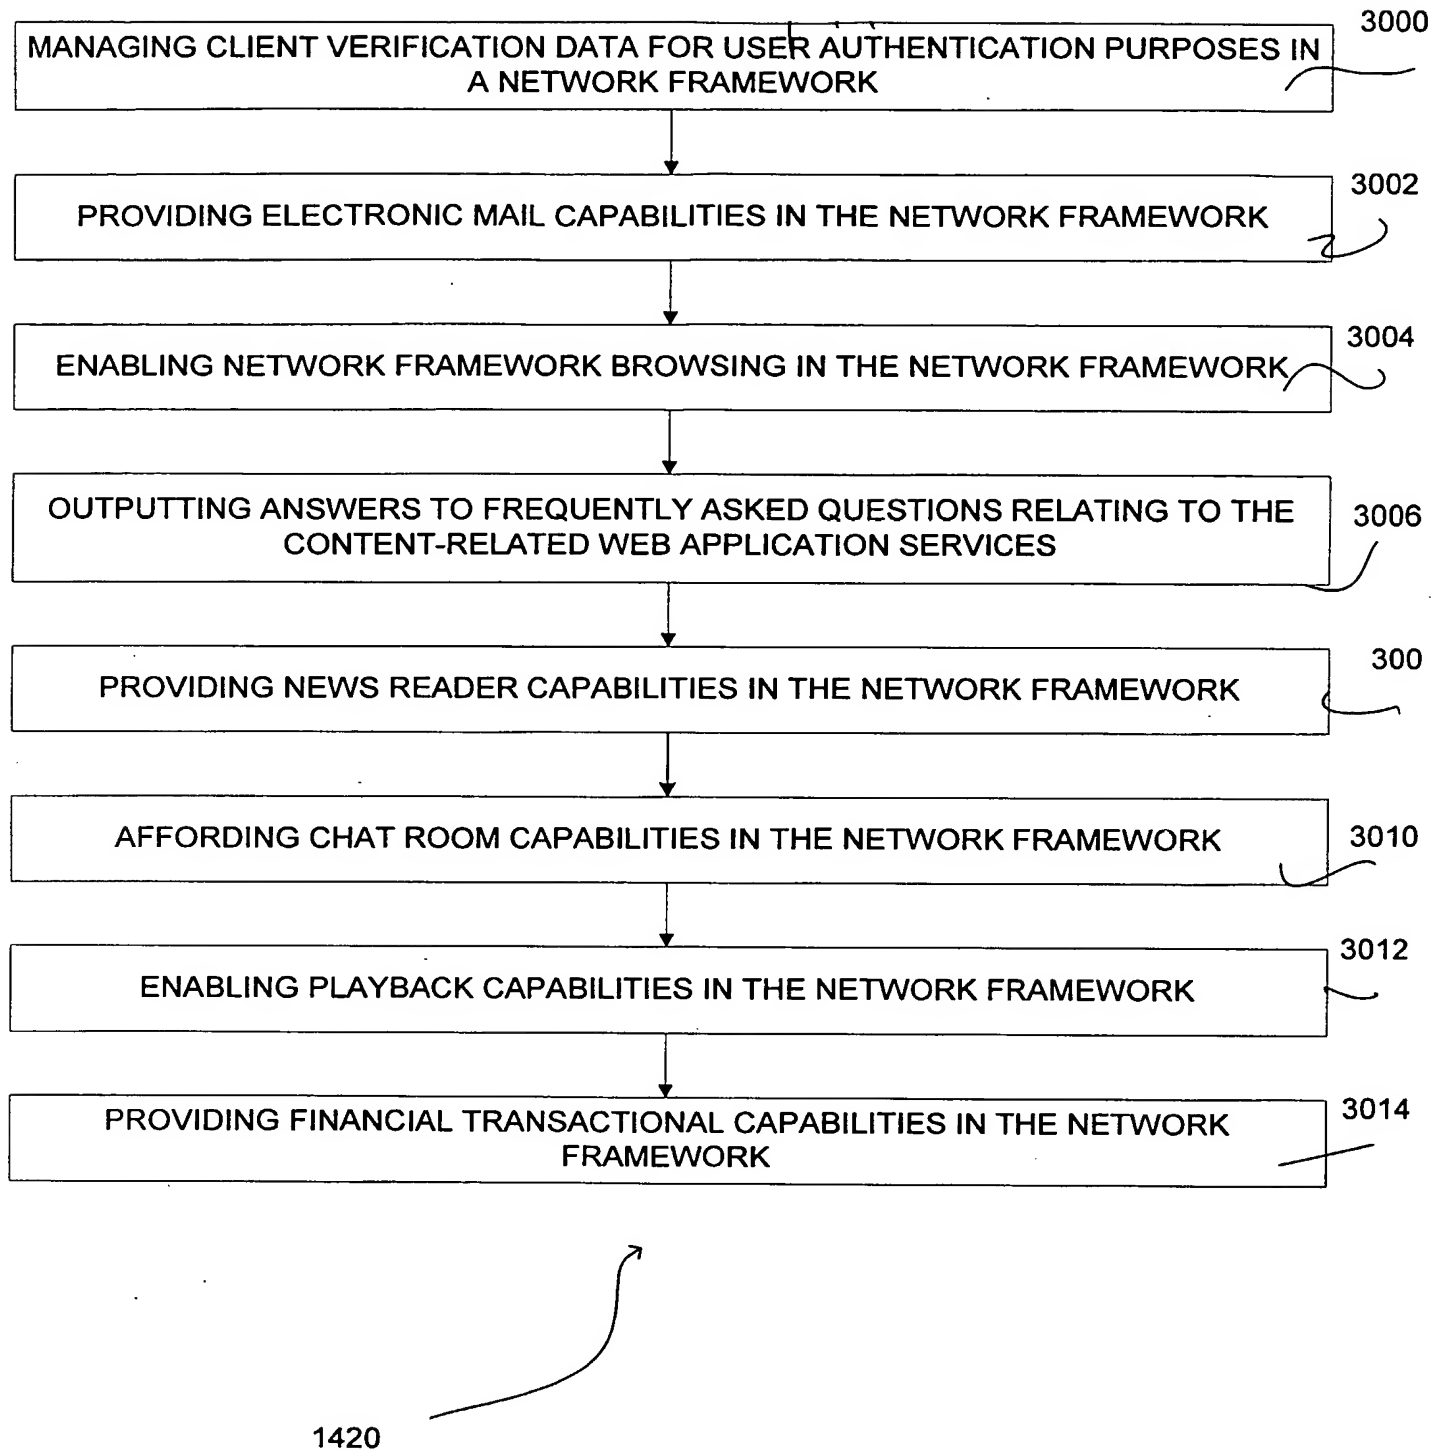 3000
MANAGING CLIENT VERIFICATION DATA FOR USER AUTHENTICATION PURPOSES IN
A NETWORK FRAMEWORK
3002
PROVIDING ELECTRONIC MAIL CAPABILITIES IN THE NETWORK FRAMEWORK
3004
ENABLING NETWORK FRAMEWORK BROWSING IN THE NETWORK FRAMEWORK
OUTPUTTING ANSWERS TO FREQUENTLY ASKED QUESTIONS RELATING TO THE
CONTENT-RELATED WEB APPLICATION SERVICES
3006
300
PROVIDING NEWS READER CAPABILITIES IN THE NETWORK FRAMEWORK
AFFORDING CHAT ROOM CAPABILITIES IN THE NETWORK FRAMEWORK
3010
3012
ENABLING PLAYBACK CAPABILITIES IN THE NETWORK FRAMEWORK
3014
PROVIDING FINANCIAL TRANSACTIONAL CAPABILITIES IN THE NETWORK
FRAMEWORK
1420